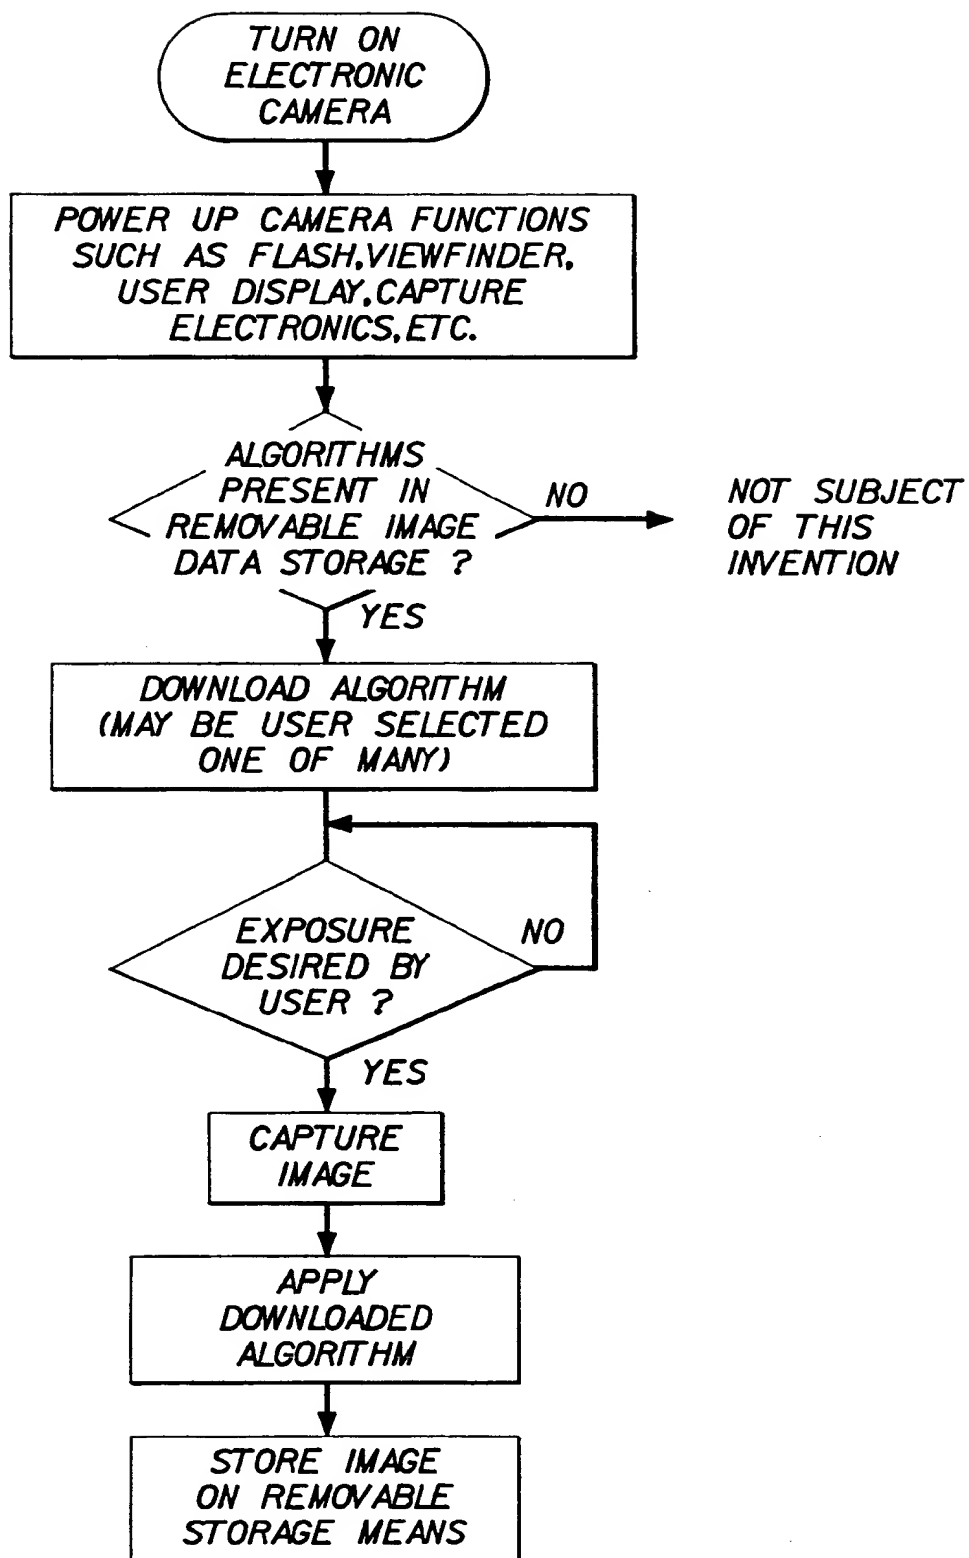 TURN ON
ELECTRONIC
CAMERA
POWER UP CAMERA FUNCTIONS
SUCH AS FLASH,VIEWFINDER,
USER DISPLAY,CAPTURE
ELECTRONICS,ETC.
ALGORITHMS
PRESENT IN
REMOVABLE IMAGE
DATA STORAGE ?
NO
NOT SUBJECT
OF THIS
INVENTION
YES
DOWNLOAD ALGORITHM
(MAY BE USER SELECTED
ONE OF MANY)
EXPOSURE
DESIRED BY
USER ?
NO
YES
CAPTURE
IMAGE
APPLY
DOWNLOADED
ALGORITHM
STORE IMAGE
ON REMOVABLE
STORAGE MEANS